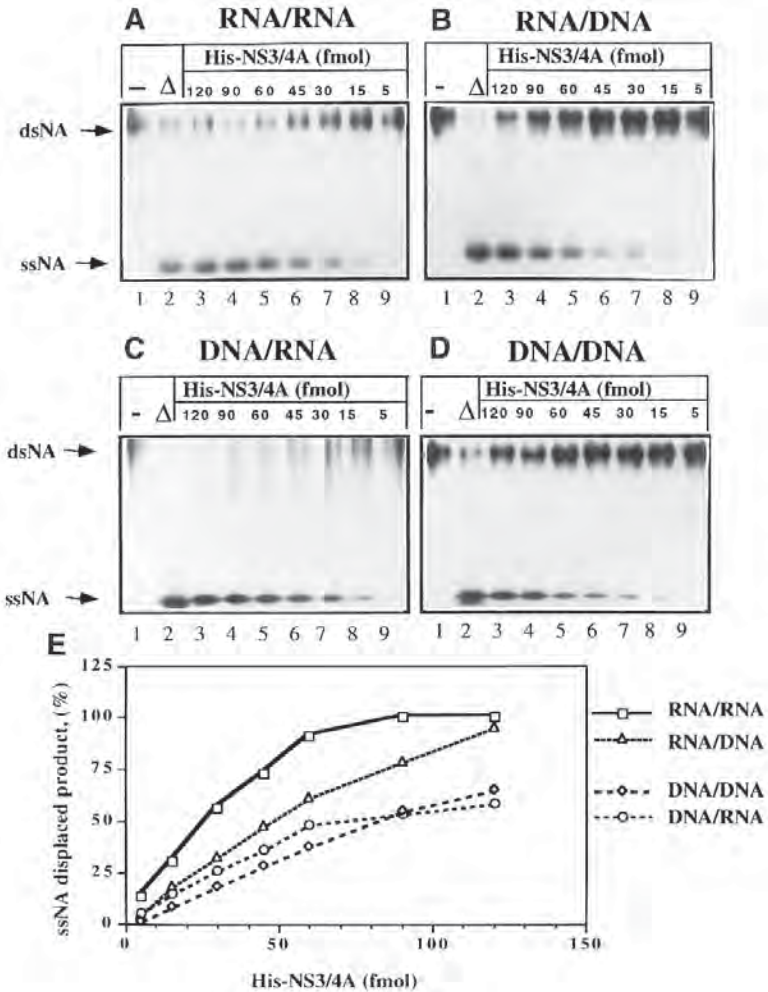 A RNA/RNA
His-NS3/4A (fmol)
– Δ 120 90 60 45 30 15 5
dsNA
ssNA
1 2 3 4 5 6 7 8 9
B RNA/DNA
His-NS3/4A (fmol)
- Δ 120 90 60 45 30 15 5
1 2 3 4 5 6 7 8 9
C DNA/RNA
His-NS3/4A (fmol)
- Δ 120 90 60 45 30 15 5
dsNA
ssNA
1 2 3 4 5 6 7 8 9
D DNA/DNA
His-NS3/4A (fmol)
- Δ 120 90 60 45 30 15 5
1 2 3 4 5 6 7 8 9
E
ssNA displaced product, (%)
125
100
75
50
25
0
0 50 100 150
His-NS3/4A (fmol)
RNA/RNA
RNA/DNA
DNA/DNA
DNA/RNA